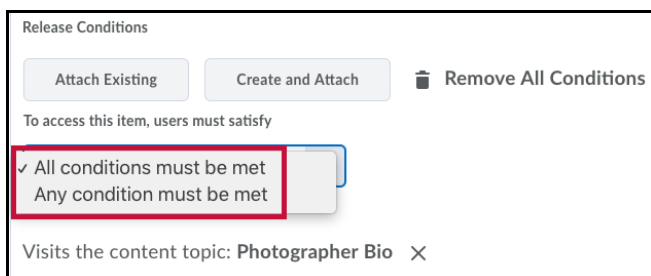 Release Conditions
Attach Existing Create and Attach Remove All Conditions
To access this item, users must satisfy
✓ All conditions must be met
Any condition must be met
Visits the content topic: Photographer Bio ×